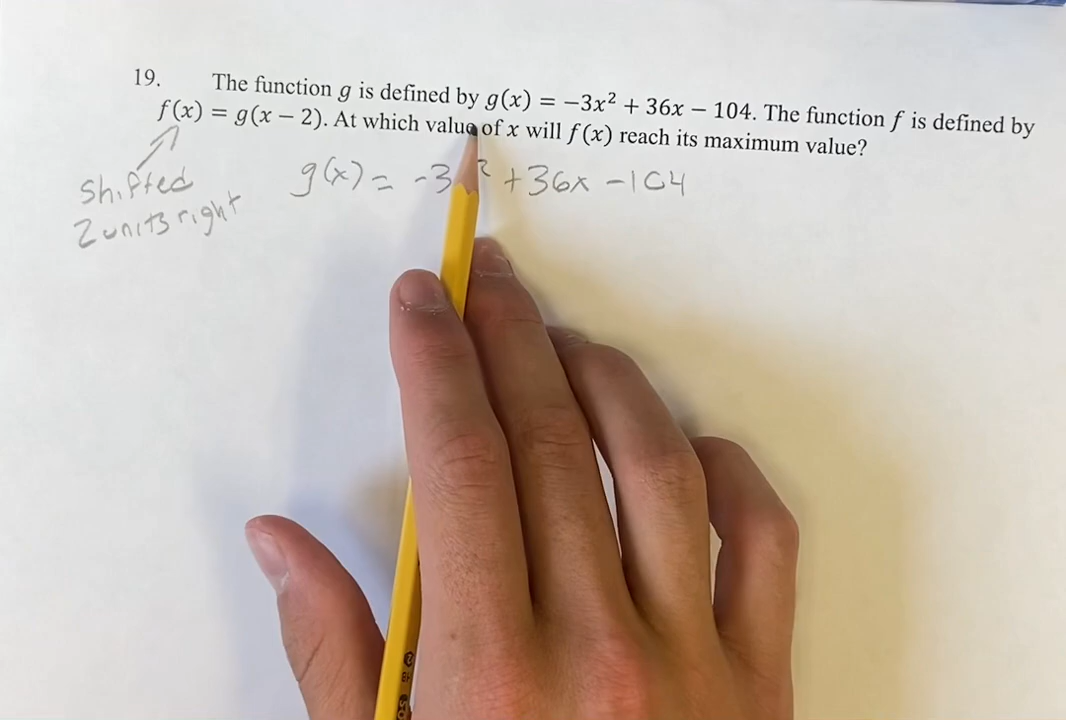 19. The function g is defined by g(x) = −3x² + 36x − 104. The function f is defined by
f(x) = g(x − 2). At which value of x will f(x) reach its maximum value?
g(x) = -3 ² +36x -104
Shifted
2 units right